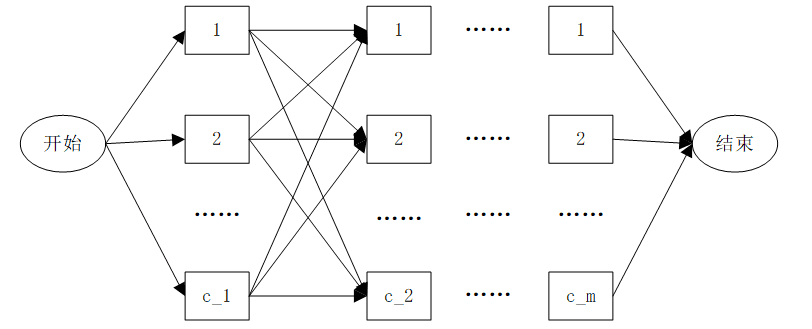 1 1 …… 1
开始 2 2 …… 2 结束
…… …… …… ……
c_1 c_2 …… c_m